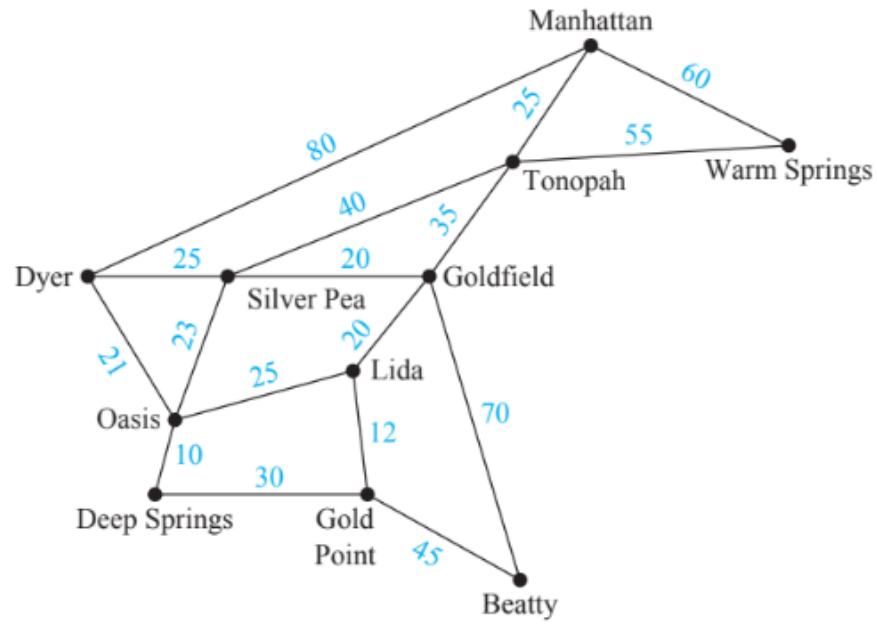 Manhattan
60
25
55
80
Warm Springs
Tonopah
40
35
25
20
Dyer
Goldfield
Silver Pea
23
20
21
25
Lida
Oasis
70
12
10
30
Deep Springs
Gold
Point
45
Beatty